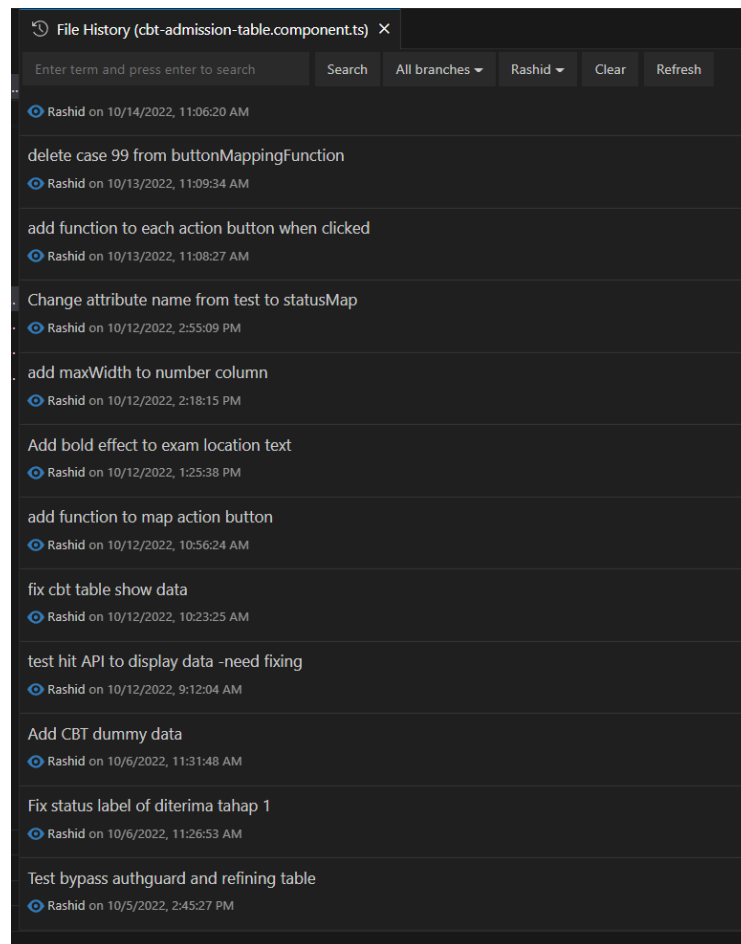 File History (cbt-admission-table.component.ts)
Enter term and press enter to search Search All branches Rashid Clear Refresh
Rashid on 10/14/2022, 11:06:20 AM
delete case 99 from buttonMappingFunction
Rashid on 10/13/2022, 11:09:34 AM
add function to each action button when clicked
Rashid on 10/13/2022, 11:08:27 AM
Change attribute name from test to statusMap
Rashid on 10/12/2022, 2:55:09 PM
add maxWidth to number column
Rashid on 10/12/2022, 2:18:15 PM
Add bold effect to exam location text
Rashid on 10/12/2022, 1:25:38 PM
add function to map action button
Rashid on 10/12/2022, 10:56:24 AM
fix cbt table show data
Rashid on 10/12/2022, 10:23:25 AM
test hit API to display data -need fixing
Rashid on 10/12/2022, 9:12:04 AM
Add CBT dummy data
Rashid on 10/6/2022, 11:31:48 AM
Fix status label of diterima tahap 1
Rashid on 10/6/2022, 11:26:53 AM
Test bypass authguard and refining table
Rashid on 10/5/2022, 2:45:27 PM